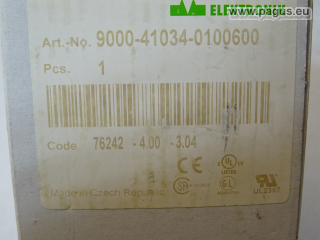 www.pagus.eu
ELEKTRONIK
Art.-No. 9000-41034-0100600
Pcs. 1
Code 76242 - 4.00 - 3.04
CE
Made in Czech Republic